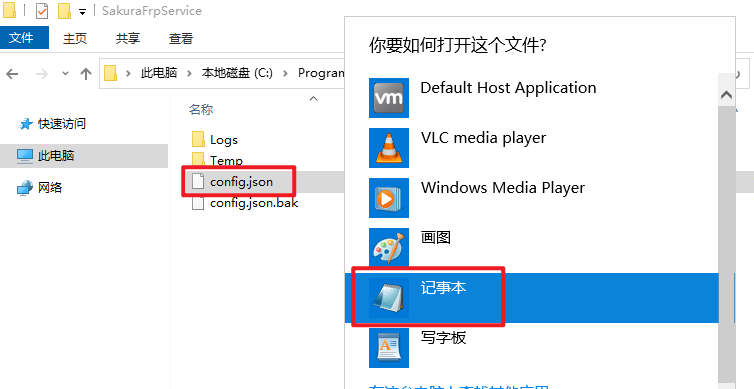 SakuraFrpService
文件
主页
共享
查看
此电脑
本地磁盘 (C:)
Program
快速访问
此电脑
网络
名称
Logs
Temp
config.json
config.json.bak
你要如何打开这个文件?
Default Host Application
VLC media player
Windows Media Player
画图
记事本
写字板